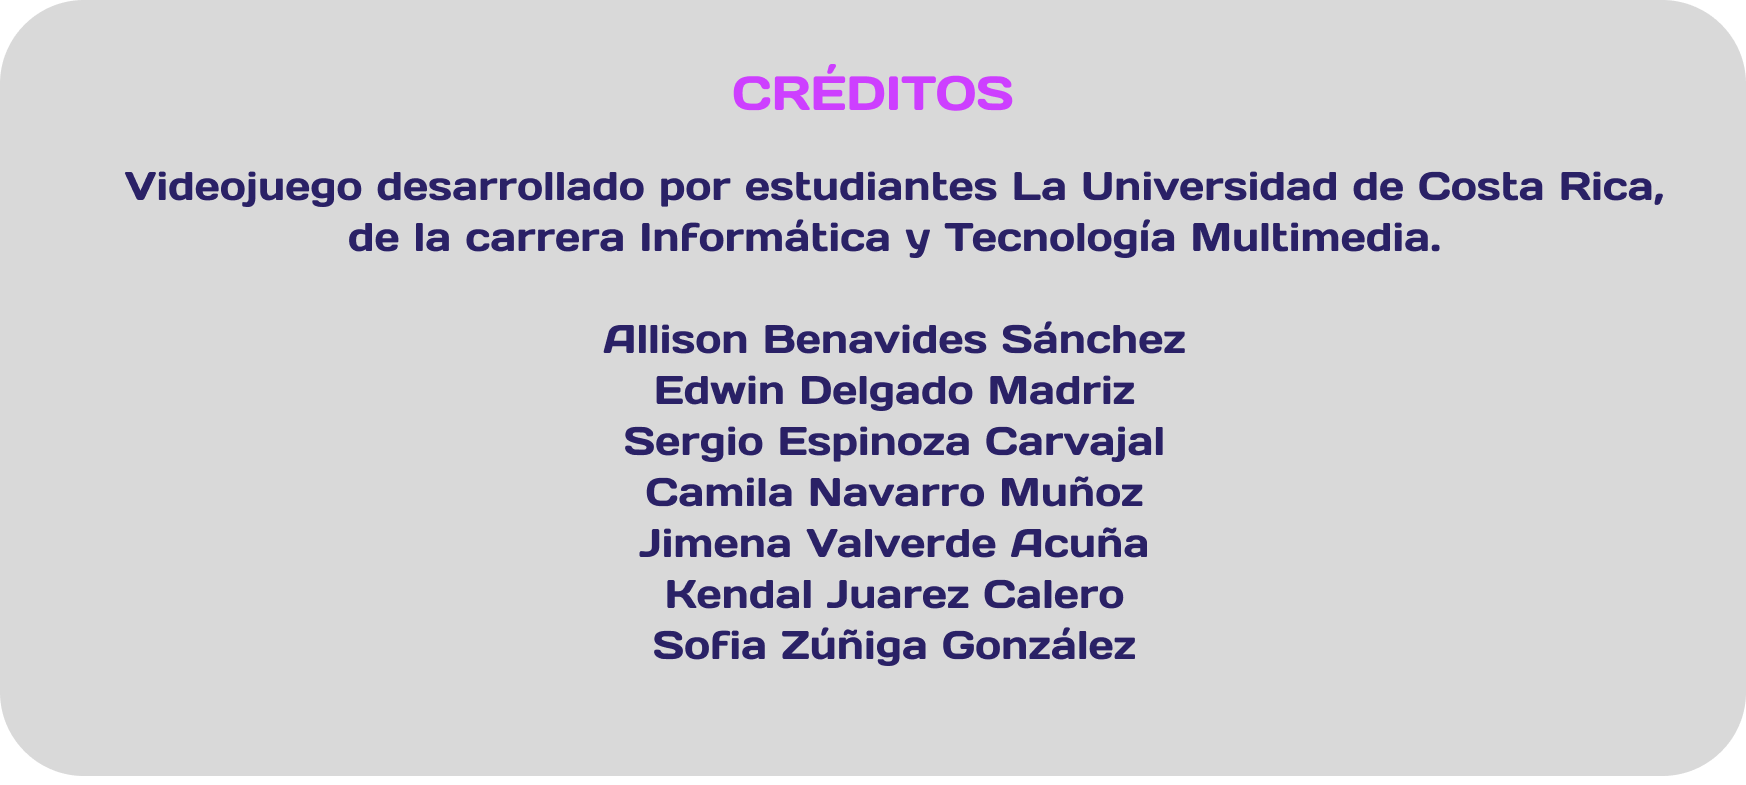 CRÉDITOS
Videojuego desarrollado por estudiantes La Universidad de Costa Rica,
de la carrera Informática y Tecnología Multimedia.
Allison Benavides Sánchez
Edwin Delgado Madriz
Sergio Espinoza Carvajal
Camila Navarro Muñoz
Jimena Valverde Acuña
Kendal Juarez Calero
Sofia Zúñiga González